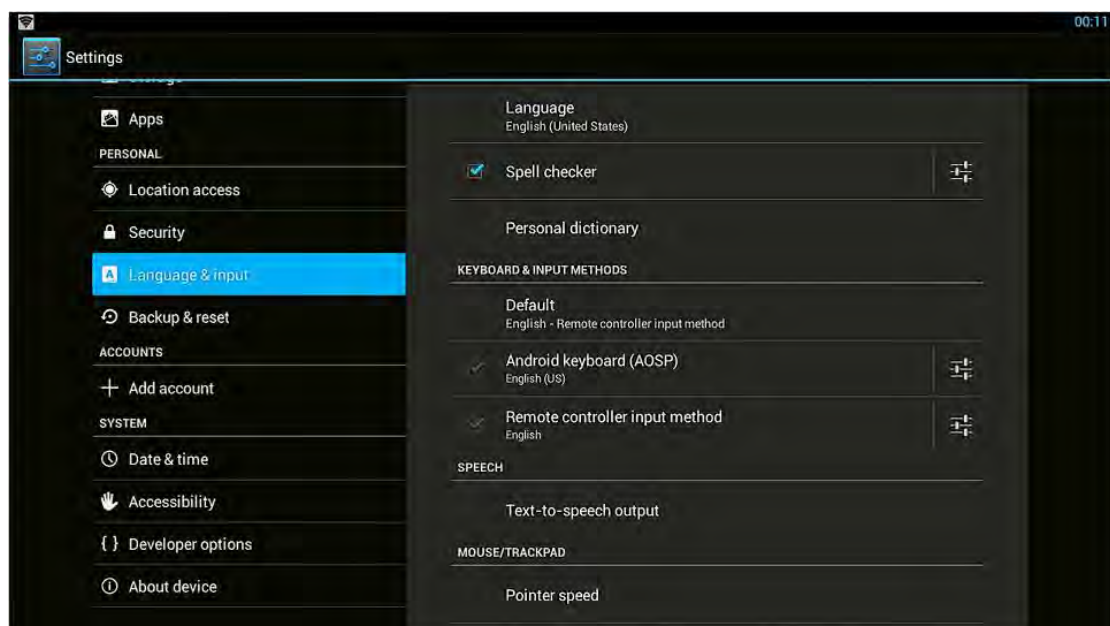 00:11
Settings
Apps
PERSONAL
Location access
Security
Language & input
Backup & reset
ACCOUNTS
Add account
SYSTEM
Date & time
Accessibility
{ } Developer options
About device
Language
English (United States)
Spell checker
Personal dictionary
KEYBOARD & INPUT METHODS
Default
English - Remote controller input method
Android keyboard (AOSP)
English (US)
Remote controller input method
English
SPEECH
Text-to-speech output
MOUSE/TRACKPAD
Pointer speed